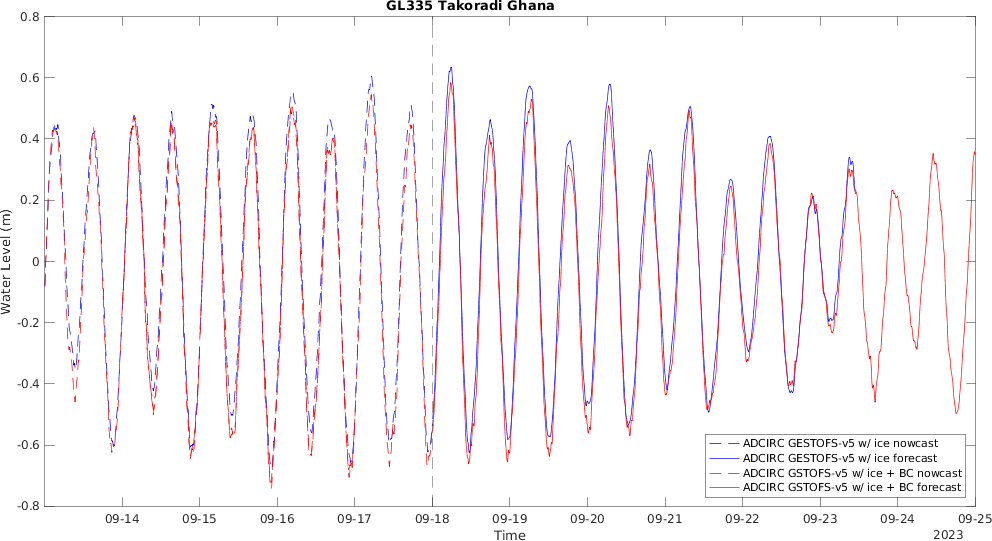 GL335 Takoradi Ghana
0.8
0.6
0.4
0.2
0
-0.2
-0.4
-0.6
-0.8
Water Level (m)
ADCIRC GESTOFS-v5 w/ ice nowcast
ADCIRC GESTOFS-v5 w/ ice forecast
ADCIRC GSTOFS-v5 w/ ice + BC nowcast
ADCIRC GSTOFS-v5 w/ ice + BC forecast
09-14 09-15 09-16 09-17 09-18 09-19 09-20 09-21 09-22 09-23 09-24 09-25
Time
2023